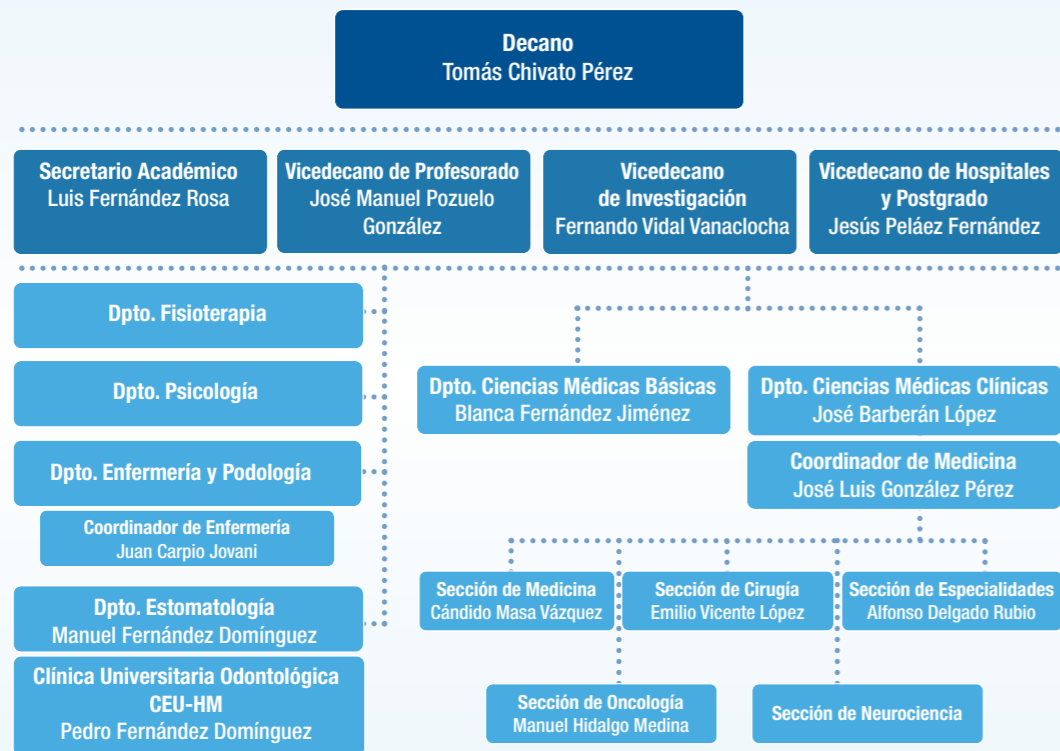 Decano
Tomás Chivato Pérez
Secretario Académico
Luis Fernández Rosa
Vicedecano de Profesorado
José Manuel Pozuelo
González
Vicedecano
de Investigación
Fernando Vidal Vanaclocha
Vicedecano de Hospitales
y Postgrado
Jesús Peláez Fernández
Dpto. Fisioterapia
Dpto. Psicología
Dpto. Enfermería y Podología
Coordinador de Enfermería
Juan Carpio Jovani
Dpto. Estomatología
Manuel Fernández Domínguez
Clínica Universitaria Odontológica
CEU-HM
Pedro Fernández Domínguez
Dpto. Ciencias Médicas Básicas
Blanca Fernández Jiménez
Dpto. Ciencias Médicas Clínicas
José Barberán López
Coordinador de Medicina
José Luis González Pérez
Sección de Medicina
Cándido Masa Vázquez
Sección de Cirugía
Emilio Vicente López
Sección de Especialidades
Alfonso Delgado Rubio
Sección de Oncología
Manuel Hidalgo Medina
Sección de Neurociencia